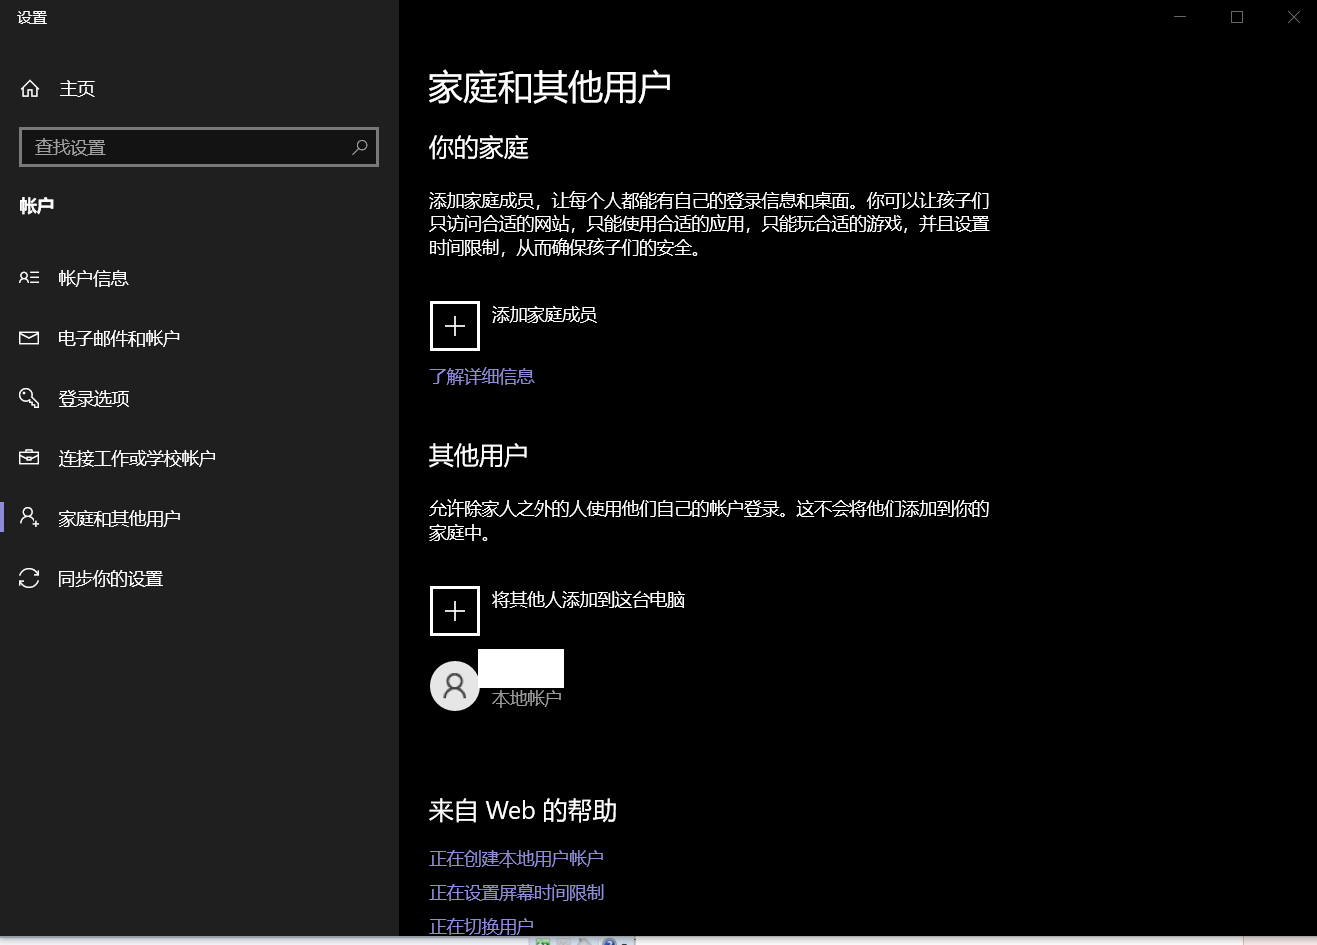 设置
主页
查找设置
帐户
帐户信息
电子邮件和帐户
登录选项
连接工作或学校帐户
家庭和其他用户
同步你的设置
家庭和其他用户
你的家庭
添加家庭成员，让每个人都能有自己的登录信息和桌面。你可以让孩子们
只访问合适的网站，只能使用合适的应用，只能玩合适的游戏，并且设置
时间限制，从而确保孩子们的安全。
添加家庭成员
了解详细信息
其他用户
允许除家人之外的人使用他们自己的帐户登录。这不会将他们添加到你的
家庭中。
将其他人添加到这台电脑
本地帐户
来自 Web 的帮助
正在创建本地用户帐户
正在设置屏幕时间限制
正在切换用户